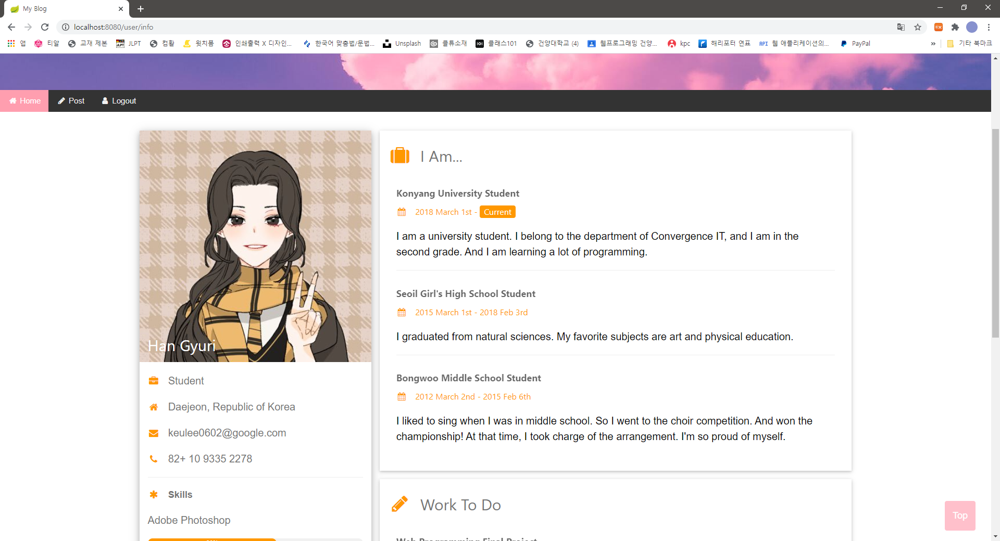 My Blog
localhost:8080/user/info
앱 티알 교재 제본 JLPT 컴활 윗치폼 인쇄출력 X 디자인... 한국어 맞춤법/문법... Unsplash 클튜소재 클래스101 건양대학교 (4) 웹프로그래밍 건양... kpc 해리포터 연표 API 웹 애플리케이션의... PayPal » 기타 북마크
Home Post Logout
Han Gyuri
Student
Daejeon, Republic of Korea
keulee0602@google.com
82+ 10 9335 2278
Skills
Adobe Photoshop
I Am...
Konyang University Student
2018 March 1st - Current
I am a university student. I belong to the department of Convergence IT, and I am in the
second grade. And I am learning a lot of programming.
Seoil Girl's High School Student
2015 March 1st - 2018 Feb 3rd
I graduated from natural sciences. My favorite subjects are art and physical education.
Bongwoo Middle School Student
2012 March 2nd - 2015 Feb 6th
I liked to sing when I was in middle school. So I went to the choir competition. And won the
championship! At that time, I took charge of the arrangement. I'm so proud of myself.
Work To Do
Web Programming Final Project
Top